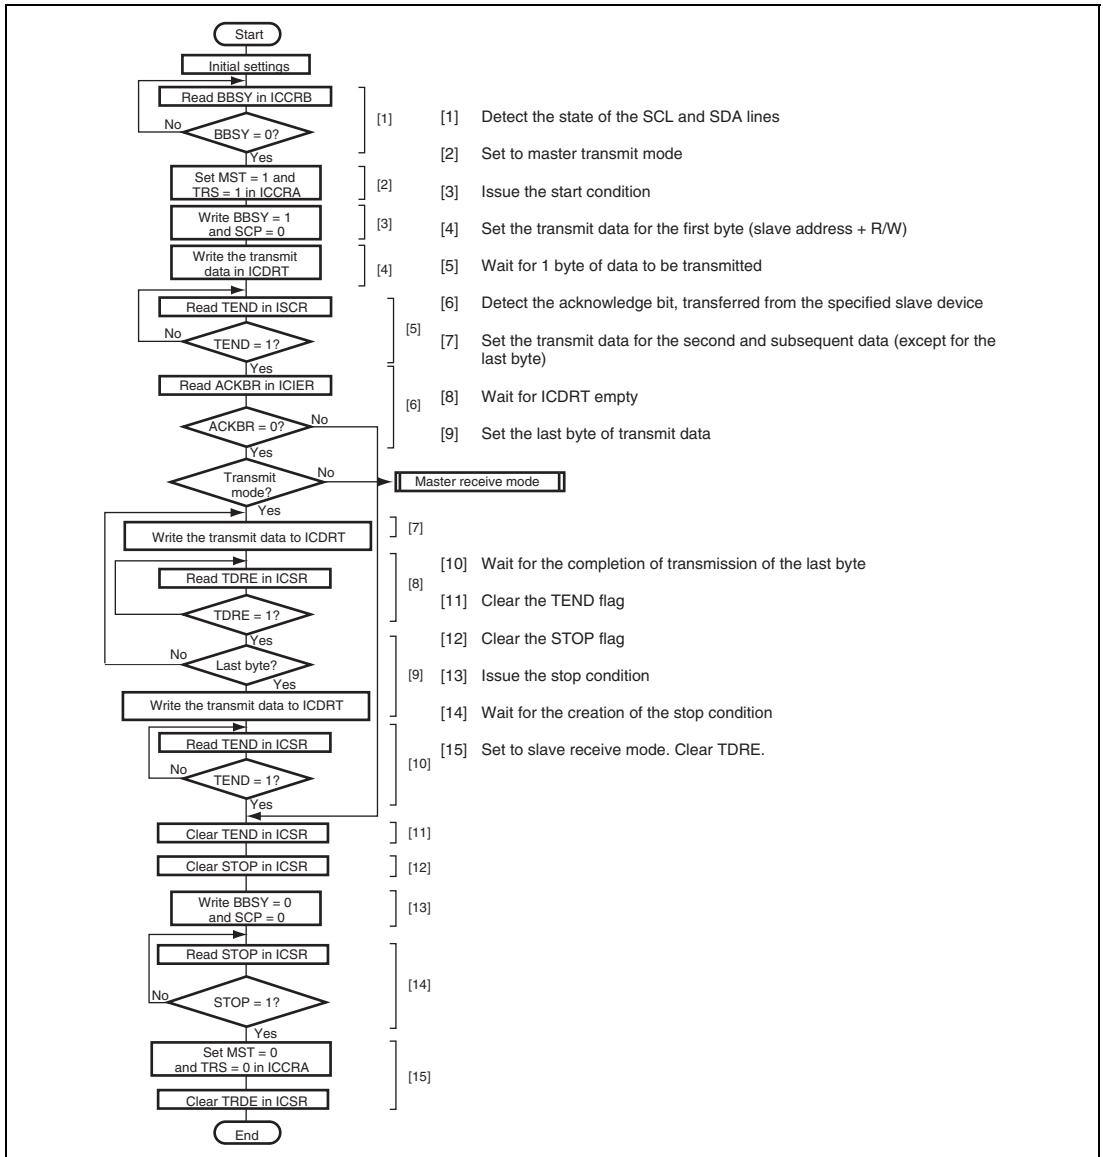 Start
Initial settings
Read BBSY in ICCRB
No
BBSY = 0?
[1]
Yes
Set MST = 1 and
TRS = 1 in ICCRA
[2]
Write BBSY = 1
and SCP = 0
[3]
Write the transmit
data in ICDRT
[4]
Read TEND in ISCR
No
TEND = 1?
[5]
Yes
Read ACKBR in ICIER
[6]
ACKBR = 0?
No
Yes
Transmit
mode?
No
Master receive mode
Yes
Write the transmit data to ICDRT
[7]
Read TDRE in ICSR
[8]
TDRE = 1?
Yes
No
Last byte?
[9]
Yes
Write the transmit data to ICDRT
Read TEND in ICSR
No
TEND = 1?
[10]
Yes
Clear TEND in ICSR
[11]
Clear STOP in ICSR
[12]
Write BBSY = 0
and SCP = 0
[13]
Read STOP in ICSR
No
STOP = 1?
[14]
Yes
Set MST = 0
and TRS = 0 in ICCRA
[15]
Clear TRDE in ICSR
End
[1] Detect the state of the SCL and SDA lines
[2] Set to master transmit mode
[3] Issue the start condition
[4] Set the transmit data for the first byte (slave address + R/W)
[5] Wait for 1 byte of data to be transmitted
[6] Detect the acknowledge bit, transferred from the specified slave device
[7] Set the transmit data for the second and subsequent data (except for the
last byte)
[8] Wait for ICDRT empty
[9] Set the last byte of transmit data
[10] Wait for the completion of transmission of the last byte
[11] Clear the TEND flag
[12] Clear the STOP flag
[13] Issue the stop condition
[14] Wait for the creation of the stop condition
[15] Set to slave receive mode. Clear TDRE.